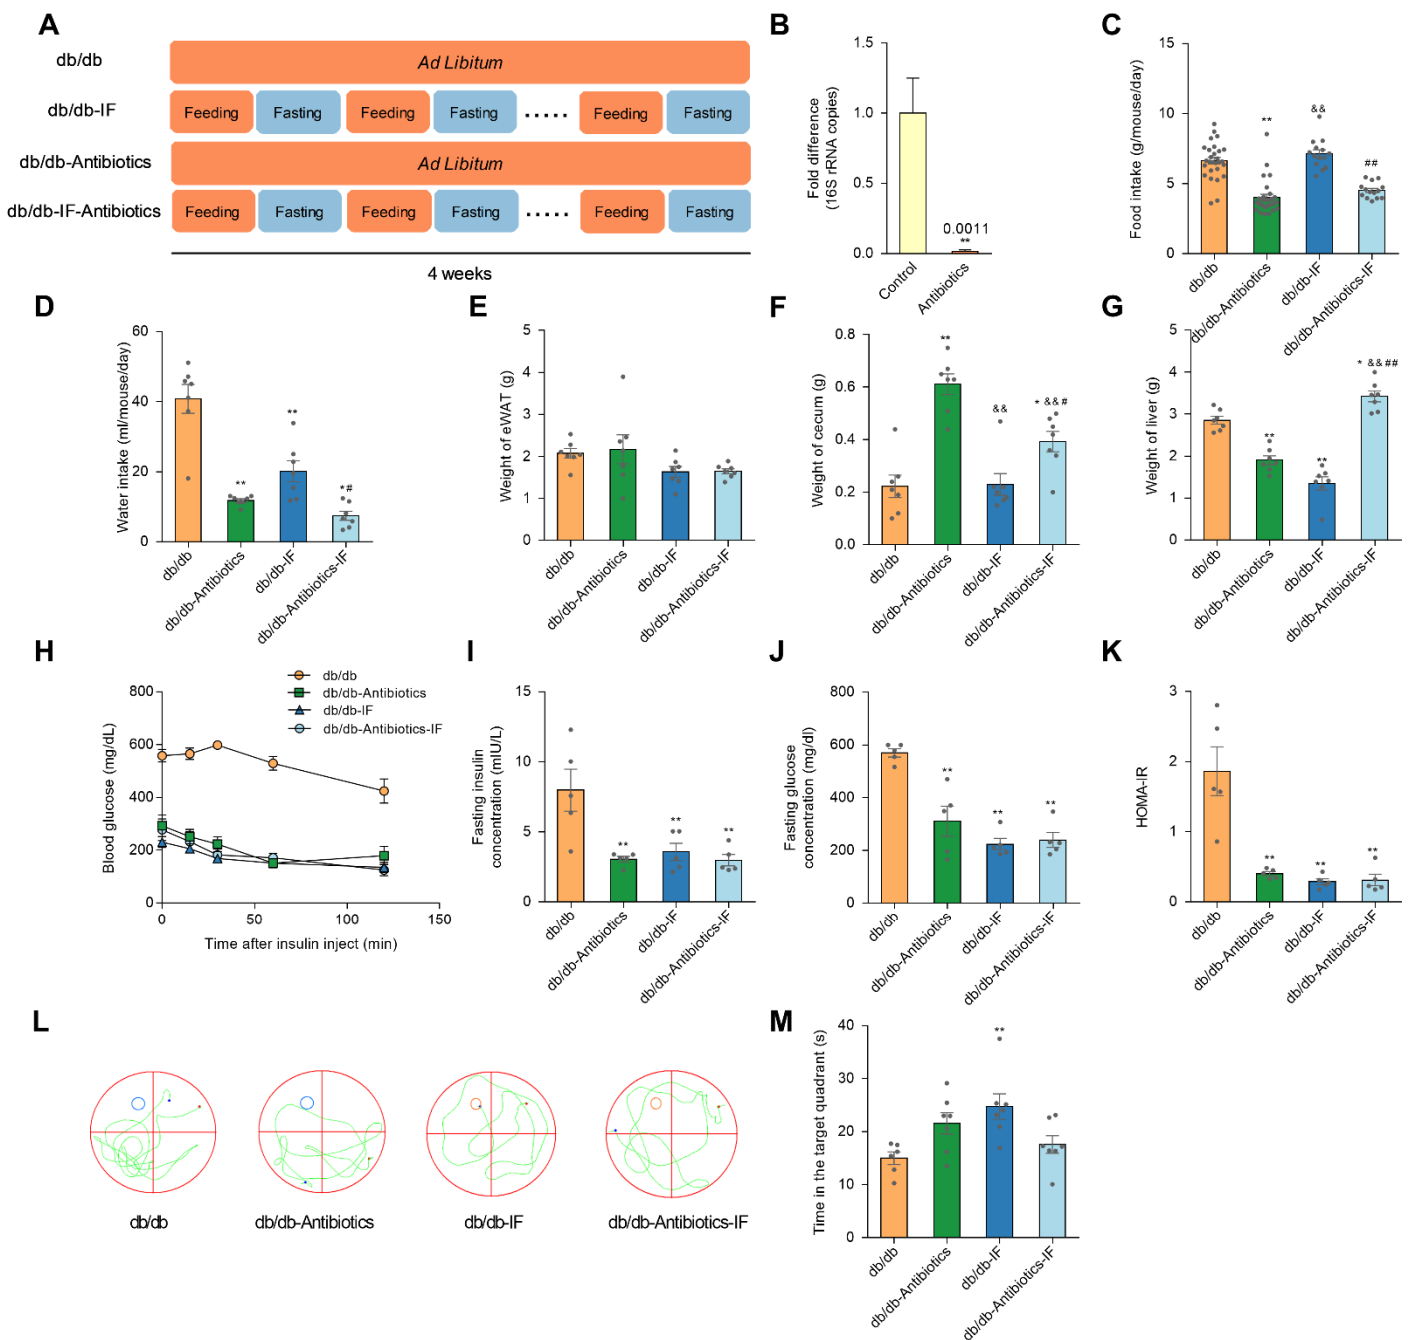 A
db/db
Ad Libitum
db/db-IF
Feeding Fasting Feeding Fasting ..... Feeding Fasting
db/db-Antibiotics
Ad Libitum
db/db-IF-Antibiotics
Feeding Fasting Feeding Fasting ..... Feeding Fasting
4 weeks
B
Fold difference
(16S rRNA copies)
1.5
1.0
0.5
0.0
0.0011
**
Control
Antibiotics
C
Food intake (g/mouse/day)
15
10
5
0
**
&&
##
db/db
db/db-Antibiotics
db/db-IF
db/db-Antibiotics-IF
D
Water intake (ml/mouse/day)
60
40
20
0
**
**
*#
db/db
db/db-Antibiotics
db/db-IF
db/db-Antibiotics-IF
E
Weight of eWAT (g)
5
4
3
2
1
0
db/db
db/db-Antibiotics
db/db-IF
db/db-Antibiotics-IF
F
Weight of cecum (g)
0.8
0.6
0.4
0.2
0.0
**
&&
* && #
db/db
db/db-Antibiotics
db/db-IF
db/db-Antibiotics-IF
G
Weight of liver (g)
5
4
3
2
1
0
**
**
* && ##
db/db
db/db-Antibiotics
db/db-IF
db/db-Antibiotics-IF
H
db/db
db/db-Antibiotics
db/db-IF
db/db-Antibiotics-IF
Blood glucose (mg/dL)
800
600
400
200
0
0 50 100 150
Time after insulin inject (min)
I
Fasting insulin
concentration (mIU/L)
15
10
5
0
**
**
**
db/db
db/db-Antibiotics
db/db-IF
db/db-Antibiotics-IF
J
Fasting glucose
concentration (mg/dl)
800
600
400
200
0
**
**
**
db/db
db/db-Antibiotics
db/db-IF
db/db-Antibiotics-IF
K
HOMA-IR
3
2
1
0
**
**
**
db/db
db/db-Antibiotics
db/db-IF
db/db-Antibiotics-IF
L
db/db
db/db-Antibiotics
db/db-IF
db/db-Antibiotics-IF
M
Time in the target quadrant (s)
40
30
20
10
0
**
db/db
db/db-Antibiotics
db/db-IF
db/db-Antibiotics-IF